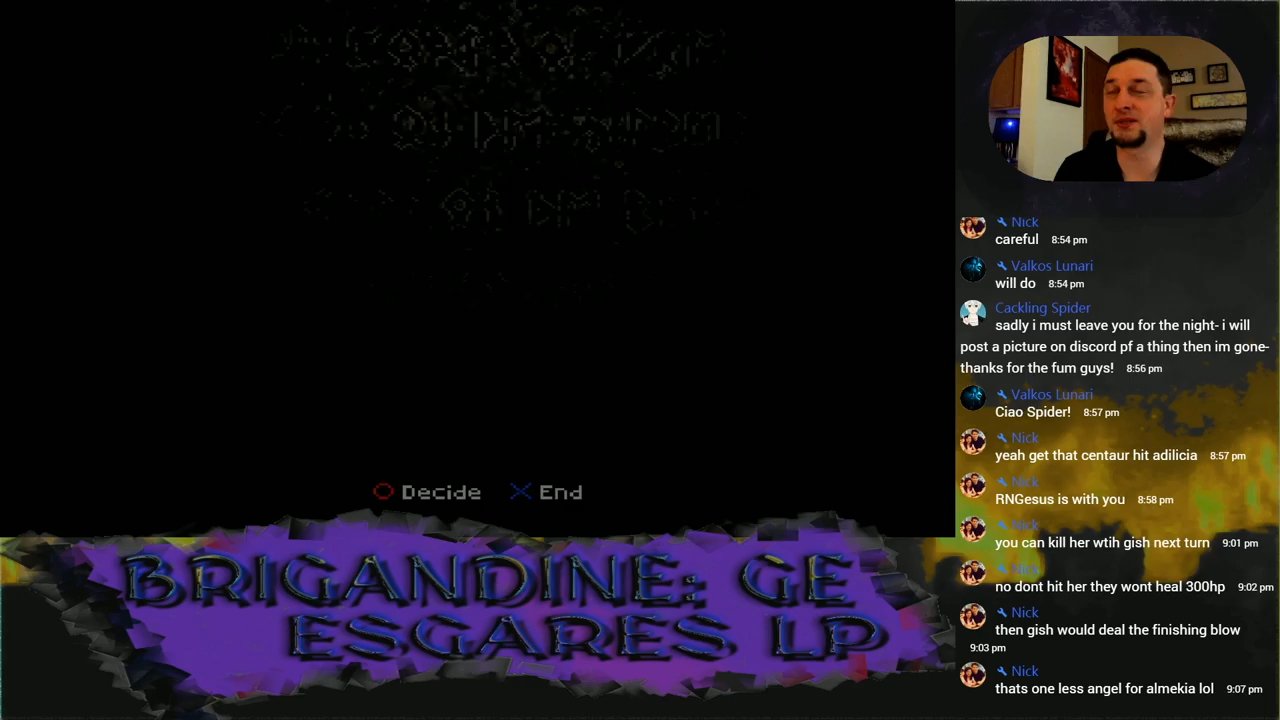 Nick
careful 8:54 pm
Valkos Lunari
will do 8:54 pm
Cackling Spider
sadly i must leave you for the night- i will
post a picture on discord pf a thing then im gone-
thanks for the fum guys! 8:56 pm
Valkos Lunari
Ciao Spider! 8:57 pm
Nick
yeah get that centaur hit adilicia 8:57 pm
Nick
RNGesus is with you 8:58 pm
Nick
you can kill her wtih gish next turn 9:01 pm
Nick
no dont hit her they wont heal 300hp 9:02 pm
Nick
then gish would deal the finishing blow
9:03 pm
Nick
thats one less angel for almekia lol 9:07 pm
Decide End
BRIGANDINE: GE
ESGARES LP